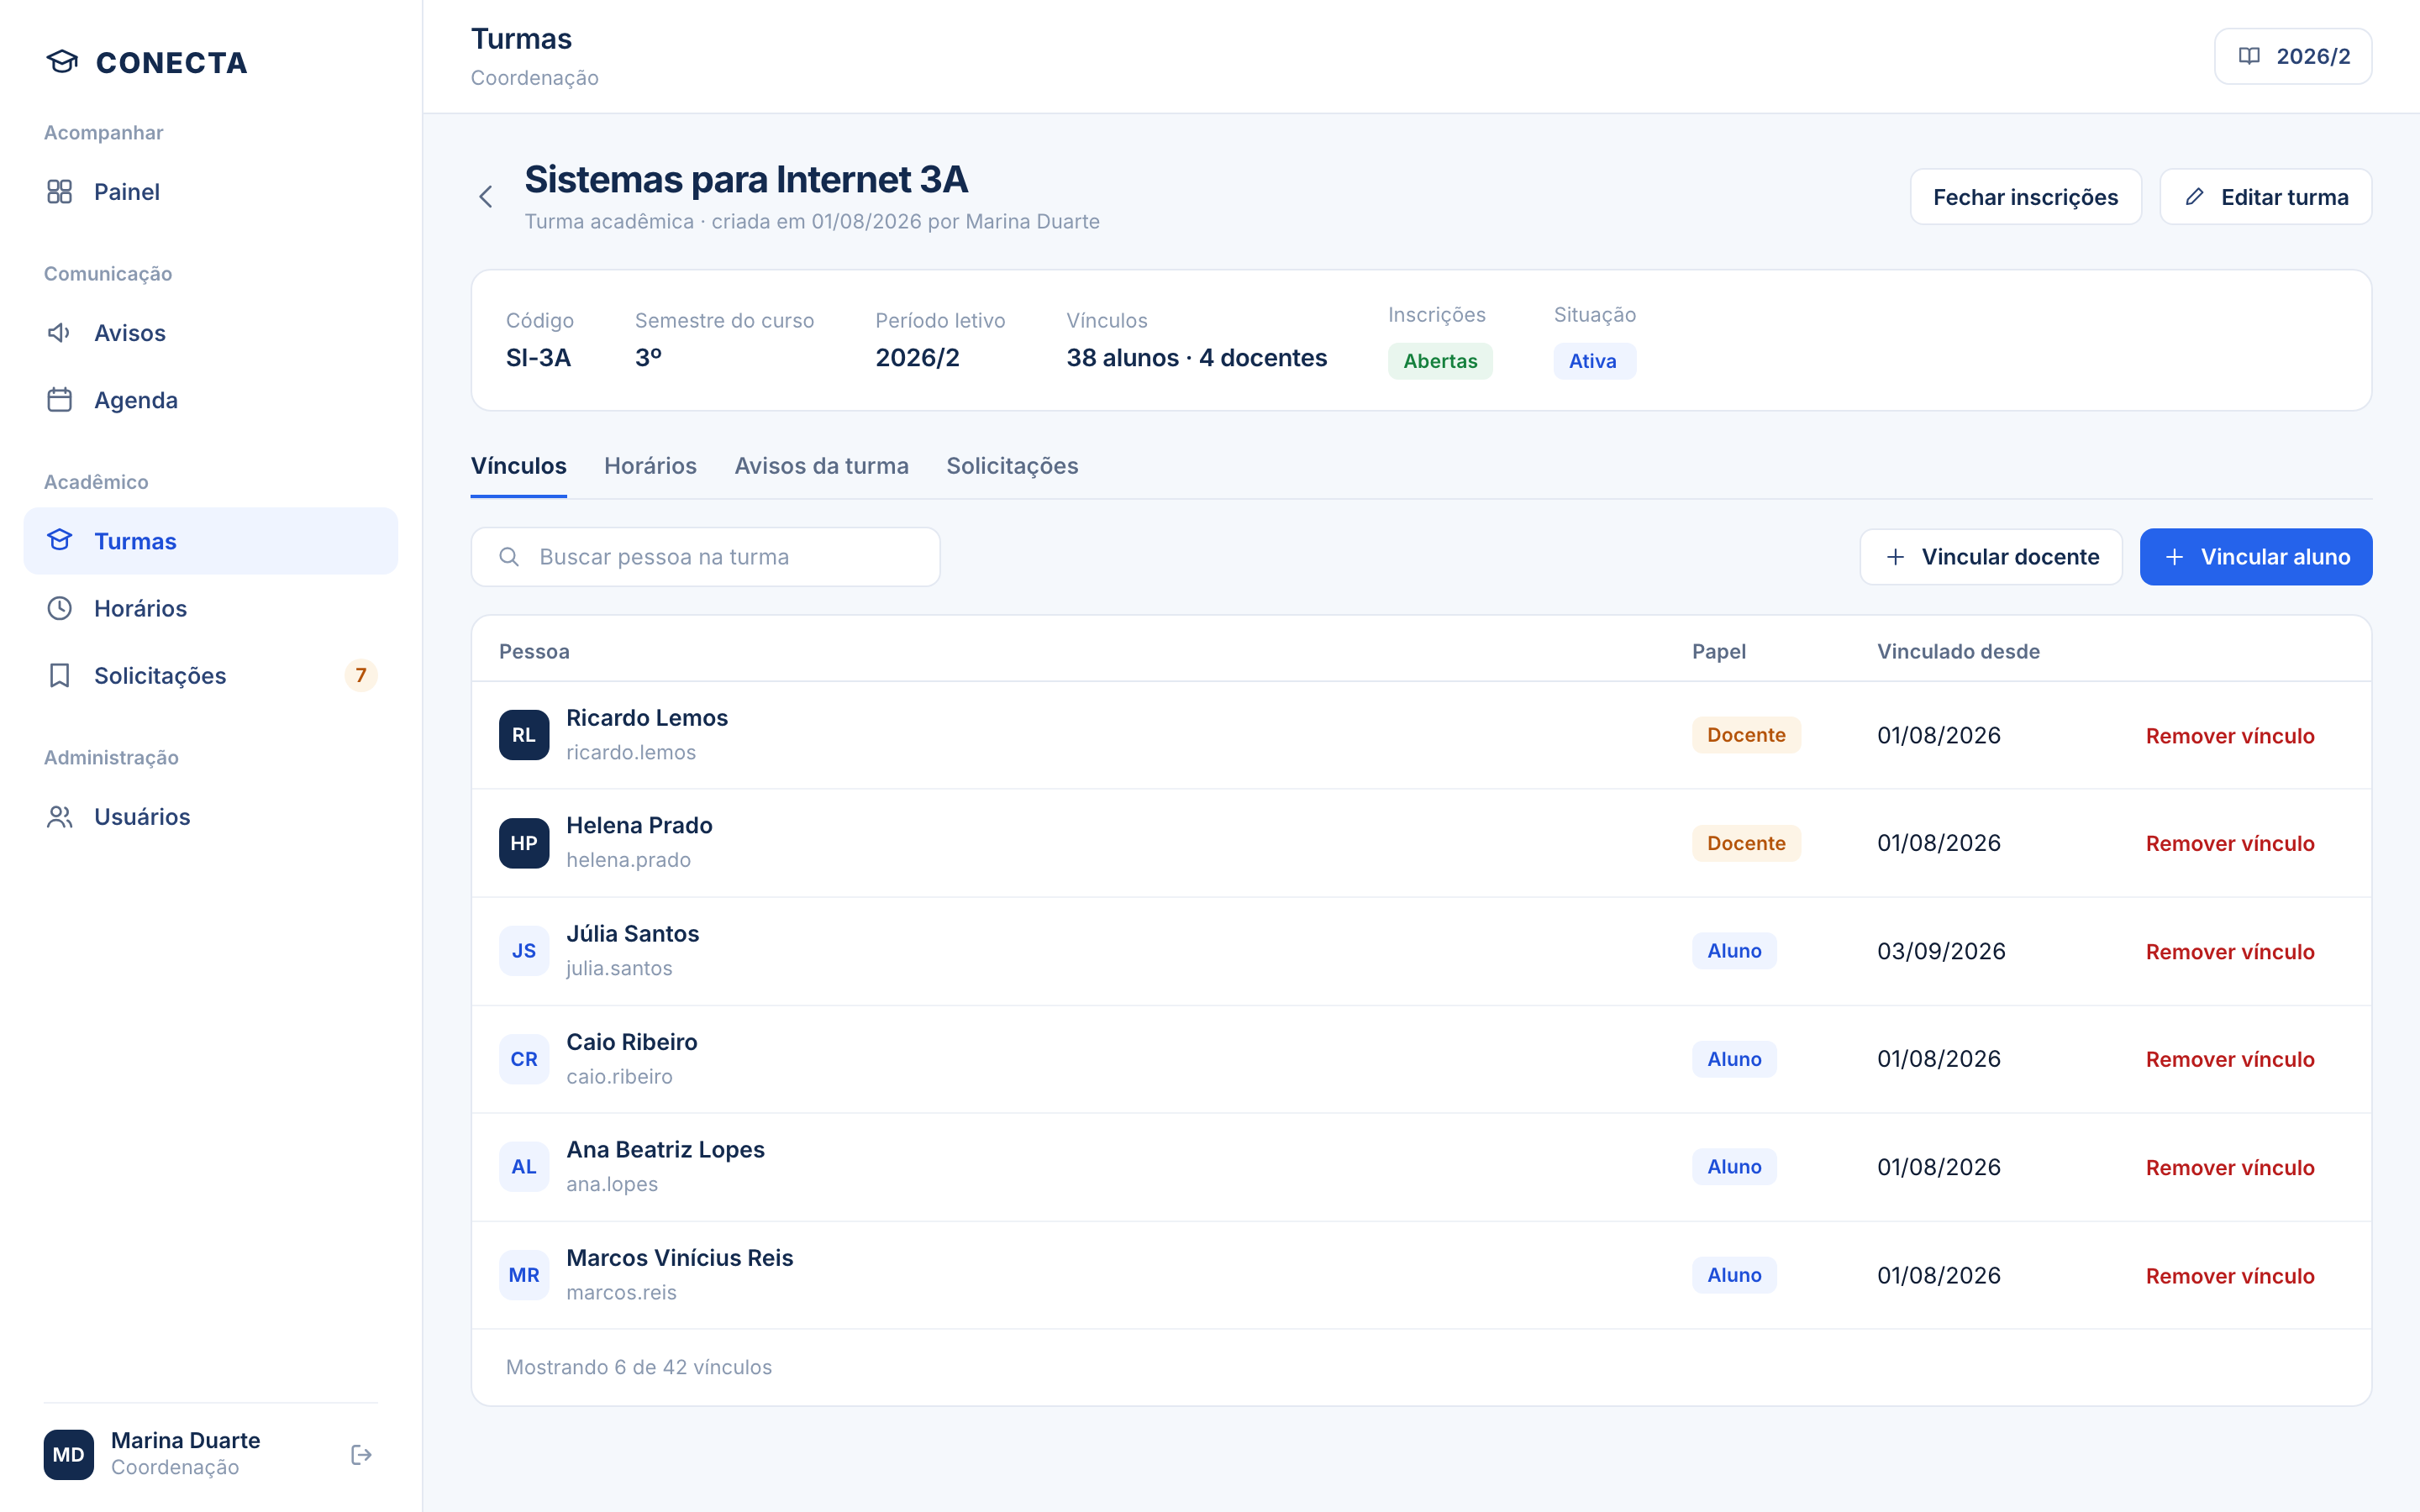 CONECTA
Acompanhar
Painel
Comunicação
Avisos
Agenda
Acadêmico
Turmas
Horários
Solicitações 7
Administração
Usuários
MD
Marina Duarte
Coordenação
Turmas
Coordenação
2026/2
Sistemas para Internet 3A
Turma acadêmica · criada em 01/08/2026 por Marina Duarte
Fechar inscrições
Editar turma
Código
SI-3A
Semestre do curso
3º
Período letivo
2026/2
Vínculos
38 alunos · 4 docentes
Inscrições
Abertas
Situação
Ativa
Vínculos Horários Avisos da turma Solicitações
Buscar pessoa na turma
Vincular docente
Vincular aluno
Pessoa Papel Vinculado desde
RL Ricardo Lemos Docente 01/08/2026 Remover vínculo
ricardo.lemos
HP Helena Prado Docente 01/08/2026 Remover vínculo
helena.prado
JS Júlia Santos Aluno 03/09/2026 Remover vínculo
julia.santos
CR Caio Ribeiro Aluno 01/08/2026 Remover vínculo
caio.ribeiro
AL Ana Beatriz Lopes Aluno 01/08/2026 Remover vínculo
ana.lopes
MR Marcos Vinícius Reis Aluno 01/08/2026 Remover vínculo
marcos.reis
Mostrando 6 de 42 vínculos